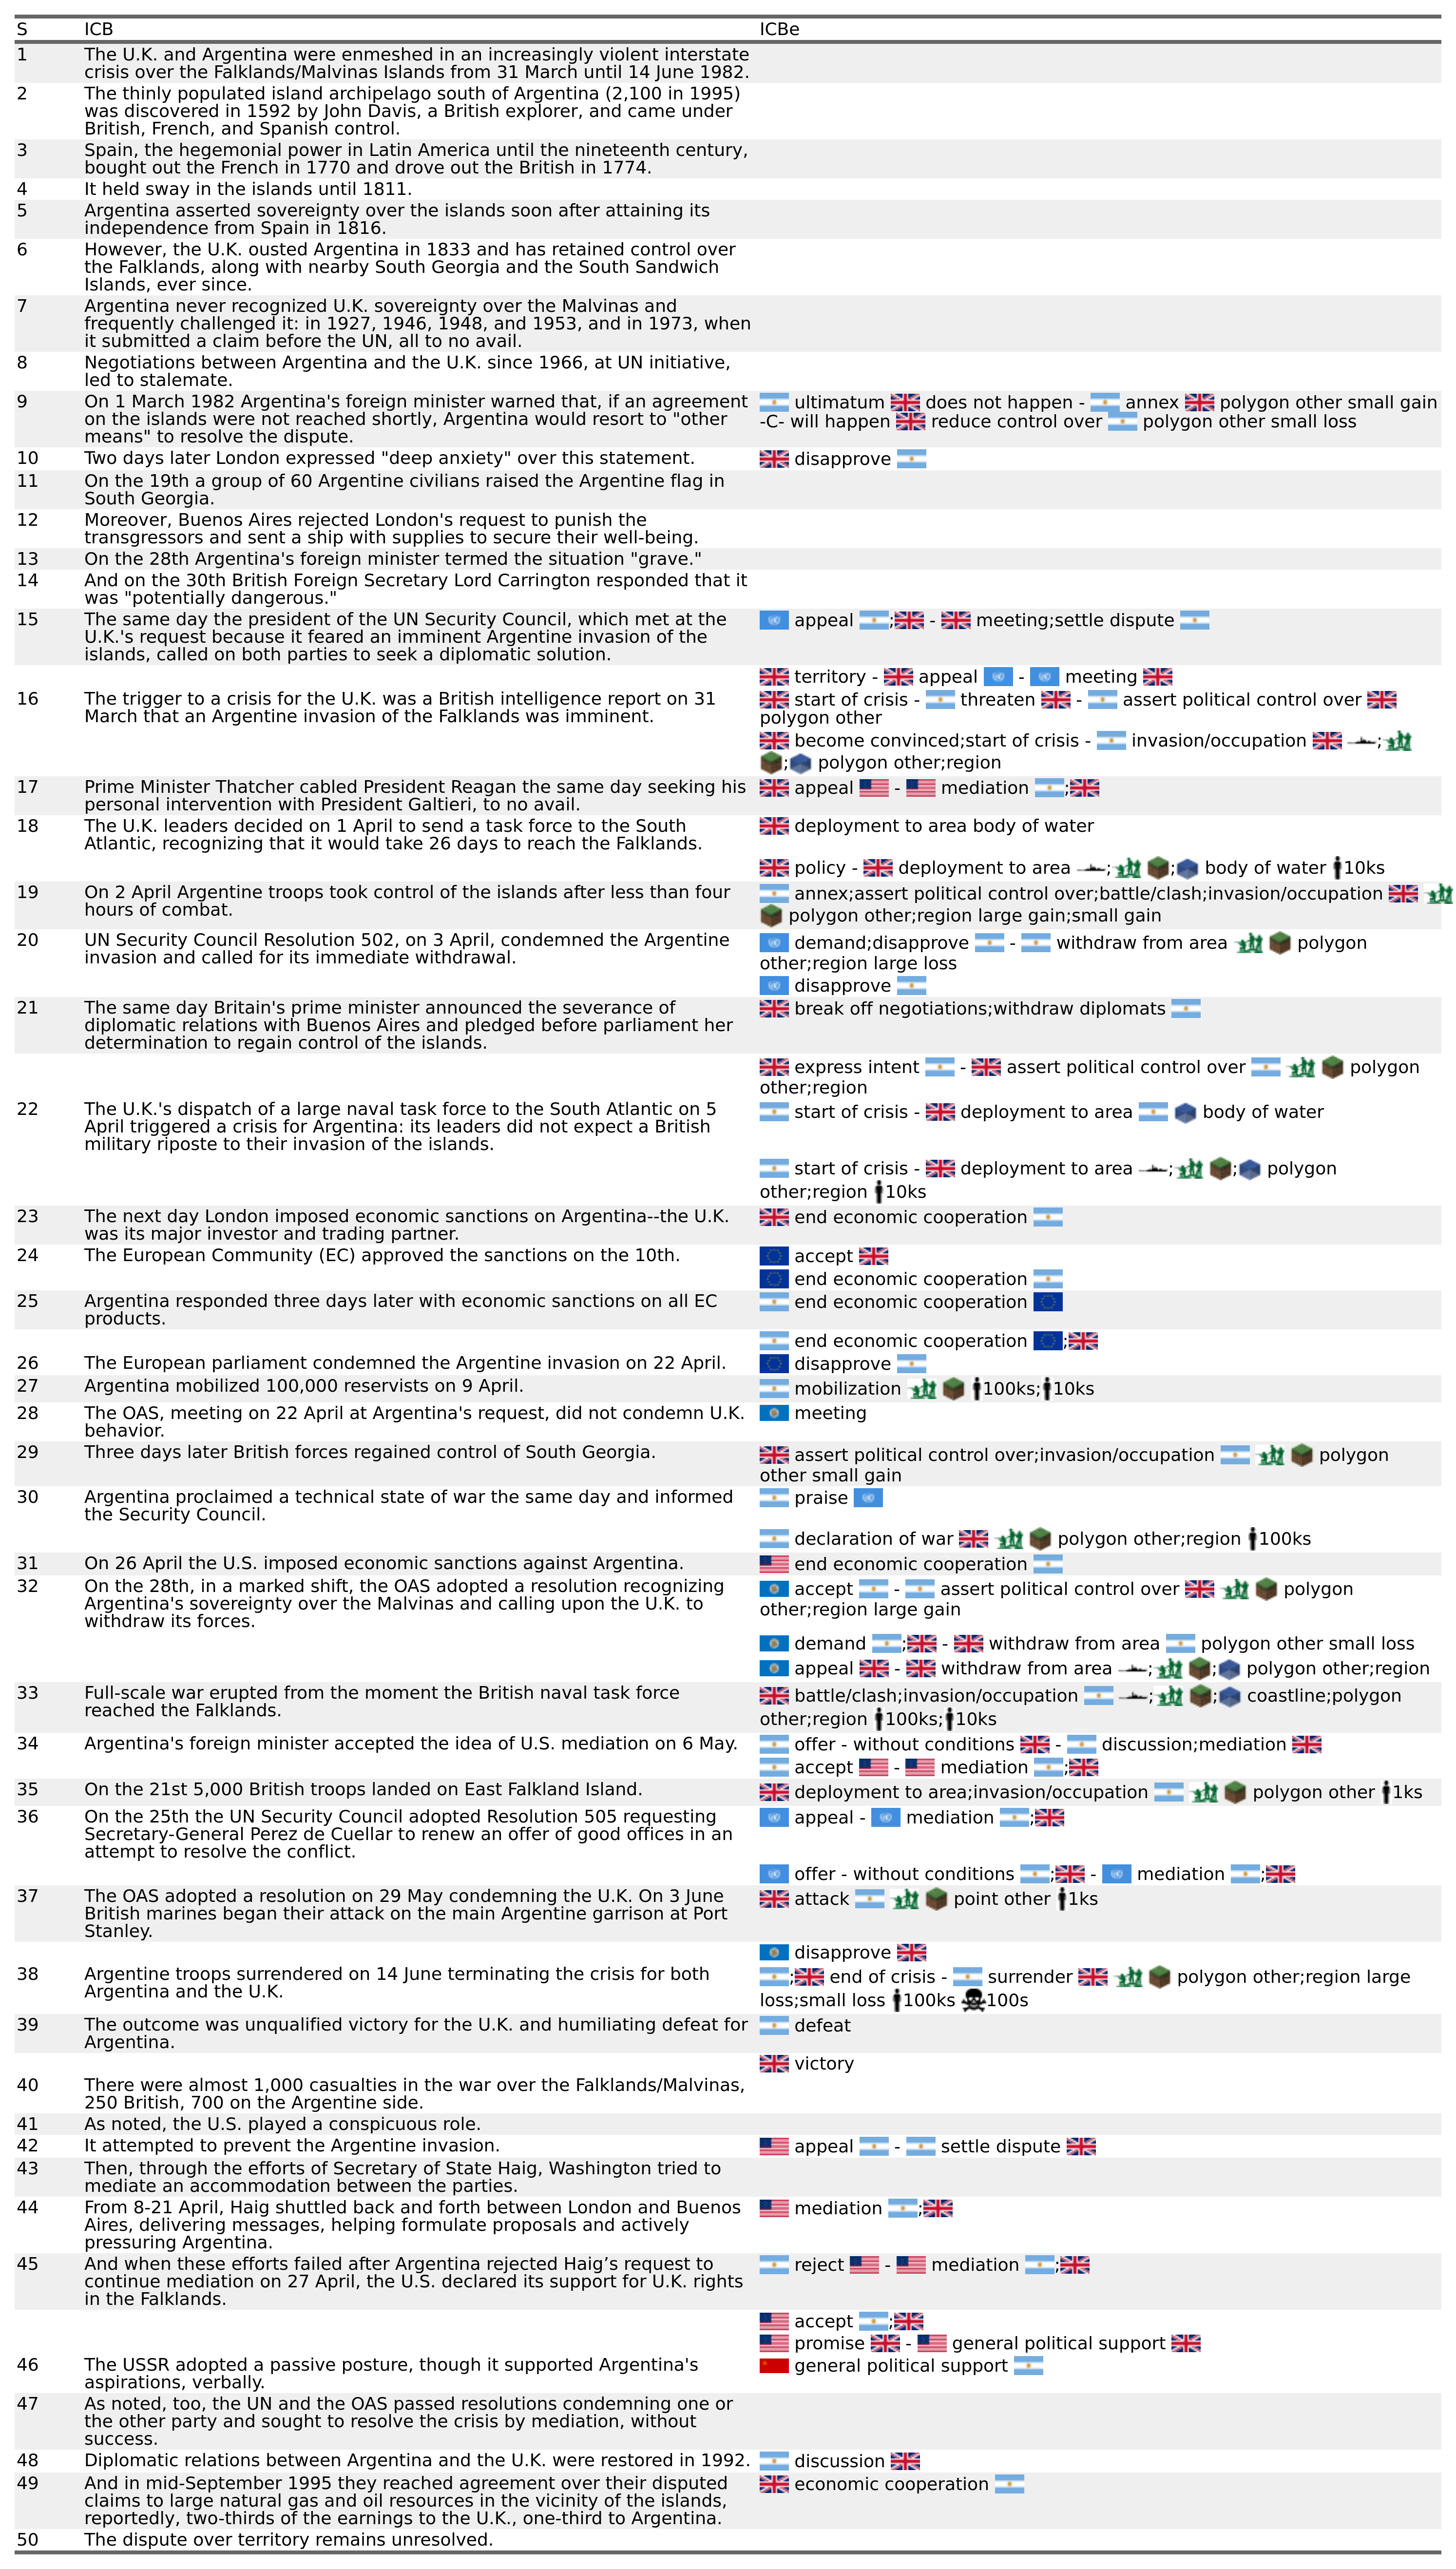 S ICB ICBe
1 The U.K. and Argentina were enmeshed in an increasingly violent interstate
crisis over the Falklands/Malvinas Islands from 31 March until 14 June 1982.
2 The thinly populated island archipelago south of Argentina (2,100 in 1995)
was discovered in 1592 by John Davis, a British explorer, and came under
British, French, and Spanish control.
3 Spain, the hegemonial power in Latin America until the nineteenth century,
bought out the French in 1770 and drove out the British in 1774.
4 It held sway in the islands until 1811.
5 Argentina asserted sovereignty over the islands soon after attaining its
independence from Spain in 1816.
6 However, the U.K. ousted Argentina in 1833 and has retained control over
the Falklands, along with nearby South Georgia and the South Sandwich
Islands, ever since.
7 Argentina never recognized U.K. sovereignty over the Malvinas and
frequently challenged it: in 1927, 1946, 1948, and 1953, and in 1973, when
it submitted a claim before the UN, all to no avail.
8 Negotiations between Argentina and the U.K. since 1966, at UN initiative,
led to stalemate.
9 On 1 March 1982 Argentina's foreign minister warned that, if an agreement
on the islands were not reached shortly, Argentina would resort to "other
means" to resolve the dispute.
ultimatum does not happen - annex polygon other small gain
-C- will happen reduce control over polygon other small loss
10 Two days later London expressed "deep anxiety" over this statement.
disapprove
11 On the 19th a group of 60 Argentine civilians raised the Argentine flag in
South Georgia.
12 Moreover, Buenos Aires rejected London's request to punish the
transgressors and sent a ship with supplies to secure their well-being.
13 On the 28th Argentina's foreign minister termed the situation "grave."
14 And on the 30th British Foreign Secretary Lord Carrington responded that it
was "potentially dangerous."
15 The same day the president of the UN Security Council, which met at the
U.K.'s request because it feared an imminent Argentine invasion of the
islands, called on both parties to seek a diplomatic solution.
appeal ; - meeting;settle dispute
territory - appeal - meeting
16 The trigger to a crisis for the U.K. was a British intelligence report on 31
March that an Argentine invasion of the Falklands was imminent.
start of crisis - threaten - assert political control over
polygon other
become convinced;start of crisis - invasion/occupation ;
; polygon other;region
17 Prime Minister Thatcher cabled President Reagan the same day seeking his
personal intervention with President Galtieri, to no avail.
appeal - mediation ;
18 The U.K. leaders decided on 1 April to send a task force to the South
Atlantic, recognizing that it would take 26 days to reach the Falklands.
deployment to area body of water
policy - deployment to area ; ; body of water 10ks
19 On 2 April Argentine troops took control of the islands after less than four
hours of combat.
annex;assert political control over;battle/clash;invasion/occupation
polygon other;region large gain;small gain
20 UN Security Council Resolution 502, on 3 April, condemned the Argentine
invasion and called for its immediate withdrawal.
demand;disapprove - withdraw from area polygon
other;region large loss
disapprove
21 The same day Britain's prime minister announced the severance of
diplomatic relations with Buenos Aires and pledged before parliament her
determination to regain control of the islands.
break off negotiations;withdraw diplomats
express intent - assert political control over polygon
other;region
22 The U.K.'s dispatch of a large naval task force to the South Atlantic on 5
April triggered a crisis for Argentina: its leaders did not expect a British
military riposte to their invasion of the islands.
start of crisis - deployment to area body of water
start of crisis - deployment to area ; ; polygon
other;region 10ks
23 The next day London imposed economic sanctions on Argentina--the U.K.
was its major investor and trading partner.
end economic cooperation
24 The European Community (EC) approved the sanctions on the 10th.
accept
end economic cooperation
25 Argentina responded three days later with economic sanctions on all EC
products.
end economic cooperation
end economic cooperation ;
26 The European parliament condemned the Argentine invasion on 22 April.
disapprove
27 Argentina mobilized 100,000 reservists on 9 April.
mobilization 100ks; 10ks
28 The OAS, meeting on 22 April at Argentina's request, did not condemn U.K.
behavior.
meeting
29 Three days later British forces regained control of South Georgia.
assert political control over;invasion/occupation polygon
other small gain
30 Argentina proclaimed a technical state of war the same day and informed
the Security Council.
praise
declaration of war polygon other;region 100ks
31 On 26 April the U.S. imposed economic sanctions against Argentina.
end economic cooperation
32 On the 28th, in a marked shift, the OAS adopted a resolution recognizing
Argentina's sovereignty over the Malvinas and calling upon the U.K. to
withdraw its forces.
accept - assert political control over polygon
other;region large gain
demand ; - withdraw from area polygon other small loss
appeal - withdraw from area ; ; polygon other;region
33 Full-scale war erupted from the moment the British naval task force
reached the Falklands.
battle/clash;invasion/occupation ; ; coastline;polygon
other;region 100ks; 10ks
34 Argentina's foreign minister accepted the idea of U.S. mediation on 6 May.
offer - without conditions - discussion;mediation
accept - mediation ;
35 On the 21st 5,000 British troops landed on East Falkland Island.
deployment to area;invasion/occupation polygon other 1ks
36 On the 25th the UN Security Council adopted Resolution 505 requesting
Secretary-General Perez de Cuellar to renew an offer of good offices in an
attempt to resolve the conflict.
appeal - mediation ;
offer - without conditions ; - mediation ;
37 The OAS adopted a resolution on 29 May condemning the U.K. On 3 June
British marines began their attack on the main Argentine garrison at Port
Stanley.
attack point other 1ks
disapprove
38 Argentine troops surrendered on 14 June terminating the crisis for both
Argentina and the U.K.
; end of crisis - surrender polygon other;region large
loss;small loss 100ks 100s
39 The outcome was unqualified victory for the U.K. and humiliating defeat for
Argentina.
defeat
victory
40 There were almost 1,000 casualties in the war over the Falklands/Malvinas,
250 British, 700 on the Argentine side.
41 As noted, the U.S. played a conspicuous role.
42 It attempted to prevent the Argentine invasion.
appeal - settle dispute
43 Then, through the efforts of Secretary of State Haig, Washington tried to
mediate an accommodation between the parties.
44 From 8-21 April, Haig shuttled back and forth between London and Buenos
Aires, delivering messages, helping formulate proposals and actively
pressuring Argentina.
mediation ;
45 And when these efforts failed after Argentina rejected Haig’s request to
continue mediation on 27 April, the U.S. declared its support for U.K. rights
in the Falklands.
reject - mediation ;
accept ;
promise - general political support
46 The USSR adopted a passive posture, though it supported Argentina's
aspirations, verbally.
general political support
47 As noted, too, the UN and the OAS passed resolutions condemning one or
the other party and sought to resolve the crisis by mediation, without
success.
48 Diplomatic relations between Argentina and the U.K. were restored in 1992.
discussion
49 And in mid-September 1995 they reached agreement over their disputed
claims to large natural gas and oil resources in the vicinity of the islands,
reportedly, two-thirds of the earnings to the U.K., one-third to Argentina.
economic cooperation
50 The dispute over territory remains unresolved.